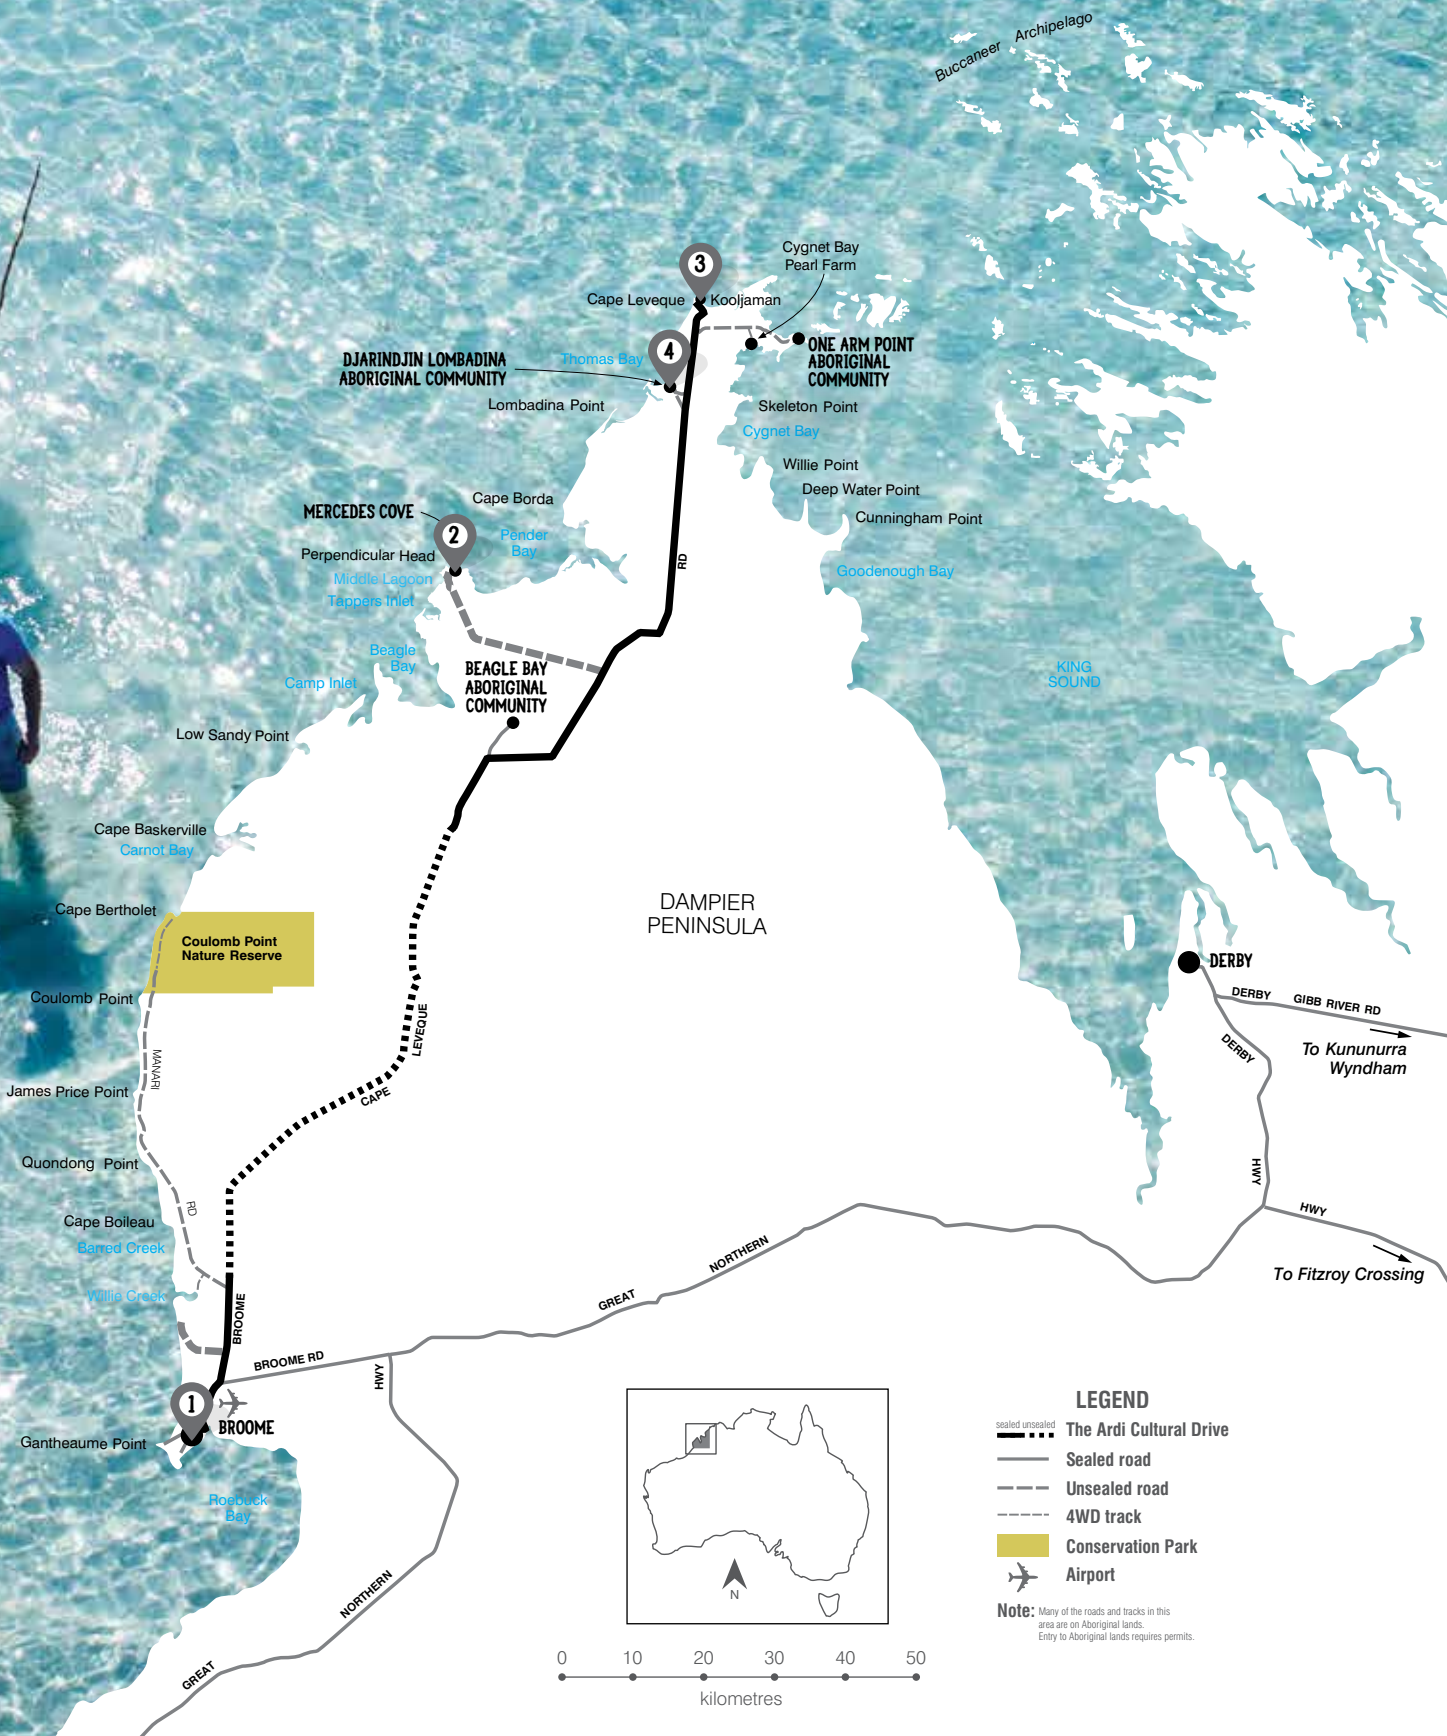 Buccaneer Archipelago
Cygnet Bay
Pearl Farm
3
Cape Leveque
Kooljaman
4
Thomas Bay
DJARINDJIN LOMBADINA
ABORIGINAL COMMUNITY
ONE ARM POINT
ABORIGINAL
COMMUNITY
Lombadina Point
Skeleton Point
Cygnet Bay
Willie Point
Deep Water Point
Cunningham Point
Goodenough Bay
Cape Borda
MERCEDES COVE
2
Pender
Bay
Perpendicular Head
Middle Lagoon
Tappers Inlet
RD
Beagle
Bay
Camp Inlet
BEAGLE BAY
ABORIGINAL
COMMUNITY
KING
SOUND
Low Sandy Point
Cape Baskerville
Carnot Bay
Cape Bertholet
Coulomb Point
Nature Reserve
DAMPIER
PENINSULA
Coulomb Point
DERBY
DERBY
GIBB RIVER RD
To Kununurra
Wyndham
DERBY
LEVEQUE
CAPE
MANARI
James Price Point
Quondong Point
RD
HWY
Cape Boileau
Barred Creek
Willie Creek
BROOME
HWY
To Fitzroy Crossing
NORTHERN
GREAT
BROOME RD
HWY
1
BROOME
Gantheaume Point
Roebuck
Bay
NORTHERN
GREAT
N
0 10 20 30 40 50
kilometres
LEGEND
sealed unsealed
The Ardi Cultural Drive
Sealed road
Unsealed road
4WD track
Conservation Park
Airport
Note: Many of the roads and tracks in this
area are on Aboriginal lands.
Entry to Aboriginal lands requires permits.